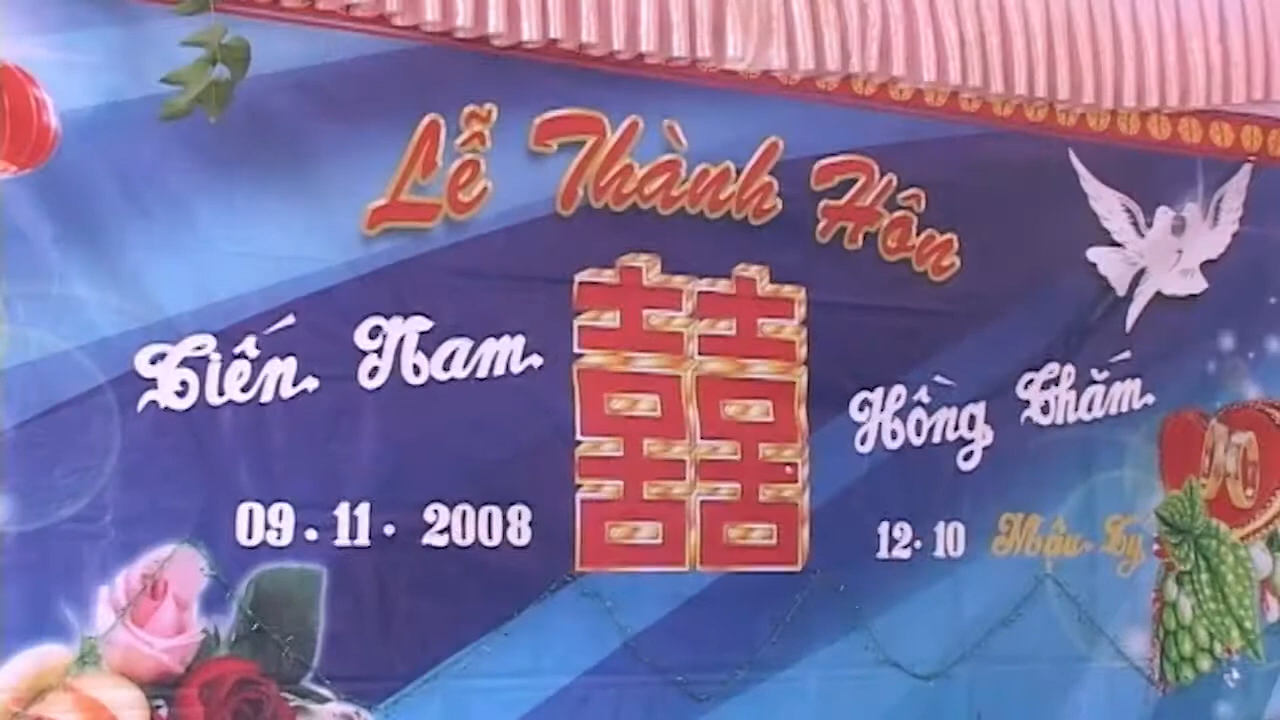 Lễ Thành Hôn
囍
Tiến Nam
Hồng Thắm
09.11.2008
12.10 Mậu Tý